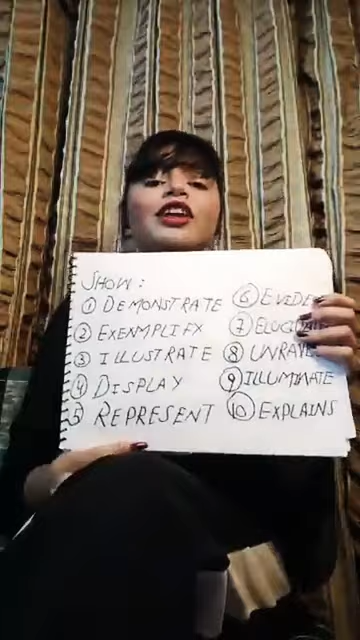 SHOW:
① DEMONSTRATE
② EXENMPLIFY
③ ILLUSTRATE
④ DISPLAY
⑤ REPRESENT
⑥
⑦
⑧
⑨ ILLUMINATE
⑩ EXPLAINS